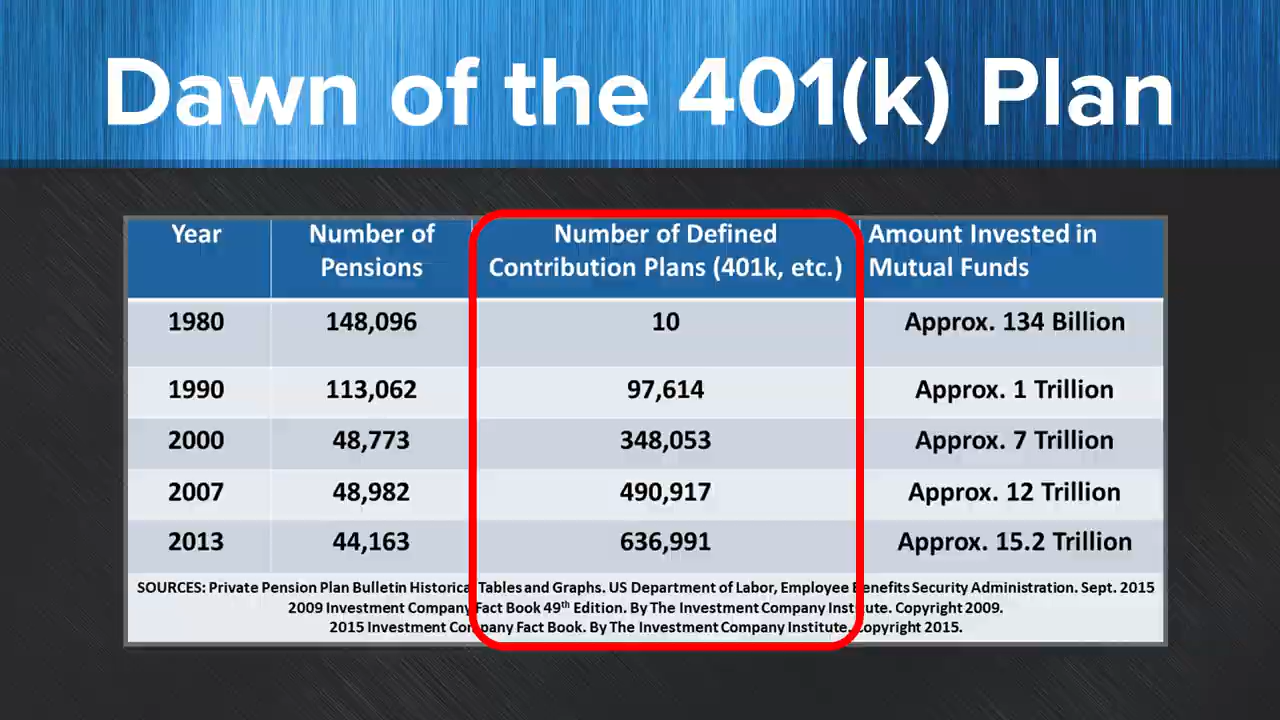 Dawn of the 401(k) Plan
Year Number of Pensions Number of Defined Contribution Plans (401k, etc.) Amount Invested in Mutual Funds
1980 148,096 10 Approx. 134 Billion
1990 113,062 97,614 Approx. 1 Trillion
2000 48,773 348,053 Approx. 7 Trillion
2007 48,982 490,917 Approx. 12 Trillion
2013 44,163 636,991 Approx. 15.2 Trillion
SOURCES: Private Pension Plan Bulletin Historical Tables and Graphs. US Department of Labor, Employee Benefits Security Administration. Sept. 2015
2009 Investment Company Fact Book 49th Edition. By The Investment Company Institute. Copyright 2009.
2015 Investment Company Fact Book. By The Investment Company Institute. Copyright 2015.